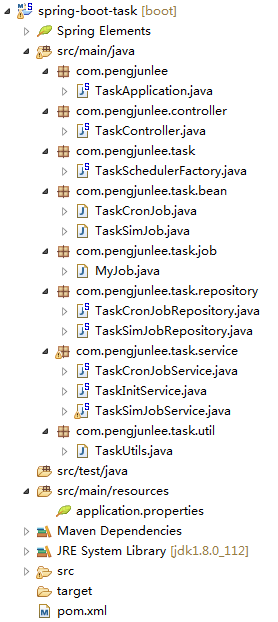 spring-boot-task [boot]
Spring Elements
src/main/java
com.pengjunlee
TaskApplication.java
com.pengjunlee.controller
TaskController.java
com.pengjunlee.task
TaskSchedulerFactory.java
com.pengjunlee.task.bean
TaskCronJob.java
TaskSimJob.java
com.pengjunlee.task.job
MyJob.java
com.pengjunlee.task.repository
TaskCronJobRepository.java
TaskSimJobRepository.java
com.pengjunlee.task.service
TaskCronJobService.java
TaskInitService.java
TaskSimJobService.java
com.pengjunlee.task.util
TaskUtils.java
src/test/java
src/main/resources
application.properties
Maven Dependencies
JRE System Library [jdk1.8.0_112]
src
target
pom.xml